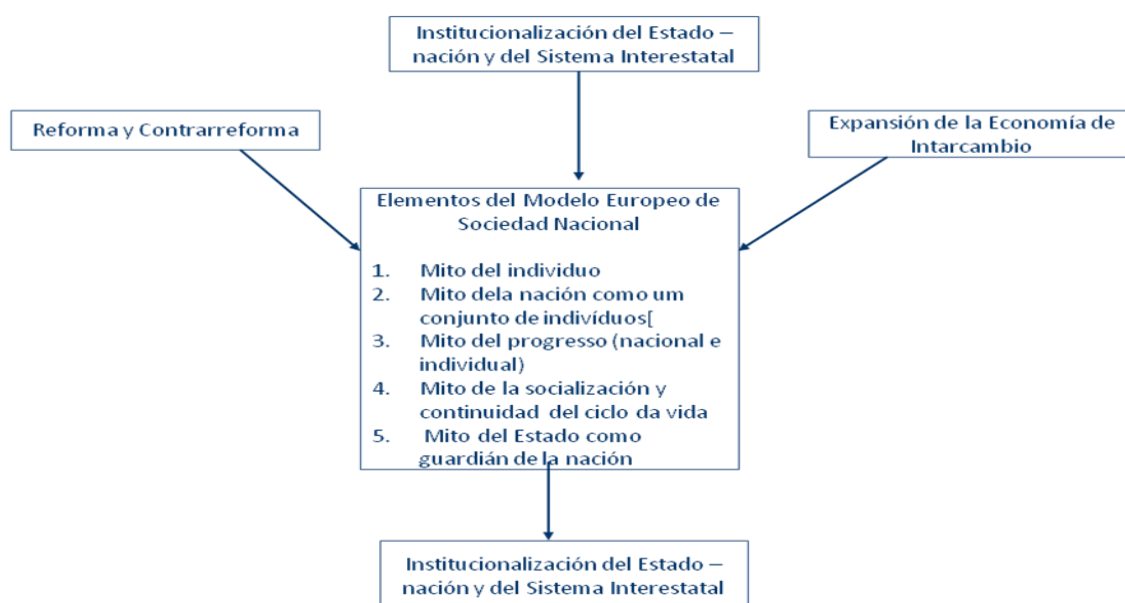 Institucionalización del Estado –
nación y del Sistema Interestatal
Reforma y Contrarreforma
Expansión de la Economía de
Intarcambio
Elementos del Modelo Europeo de
Sociedad Nacional
1. Mito del individuo
2. Mito dela nación como um
conjunto de indivíduos[
3. Mito del progresso (nacional e
individual)
4. Mito de la socialización y
continuidad del ciclo da vida
5. Mito del Estado como
guardián de la nación
Institucionalización del Estado –
nación y del Sistema Interestatal